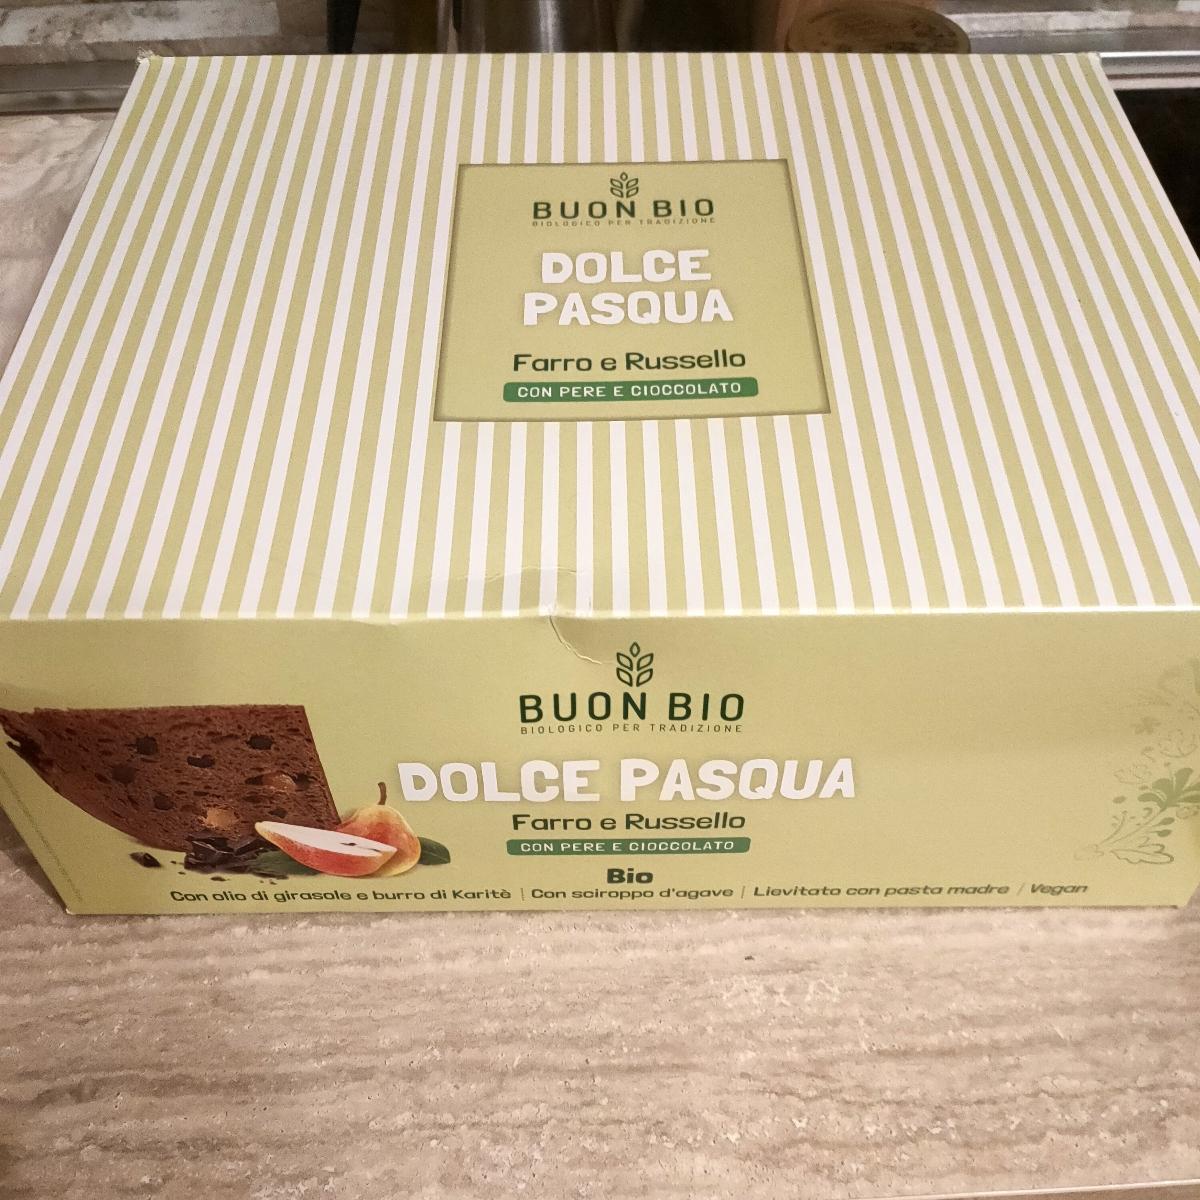 BUON BIO
BIOLOGICO PER TRADIZIONE
DOLCE
PASQUA
Farro e Russello
CON PERE E CIOCCOLATO
BUON BIO
BIOLOGICO PER TRADIZIONE
DOLCE PASQUA
Farro e Russello
CON PERE E CIOCCOLATO
Bio
Con olio di girasole e burro di Karitè | Con sciroppo d'agave | Lievitato con pasta madre / Vegan